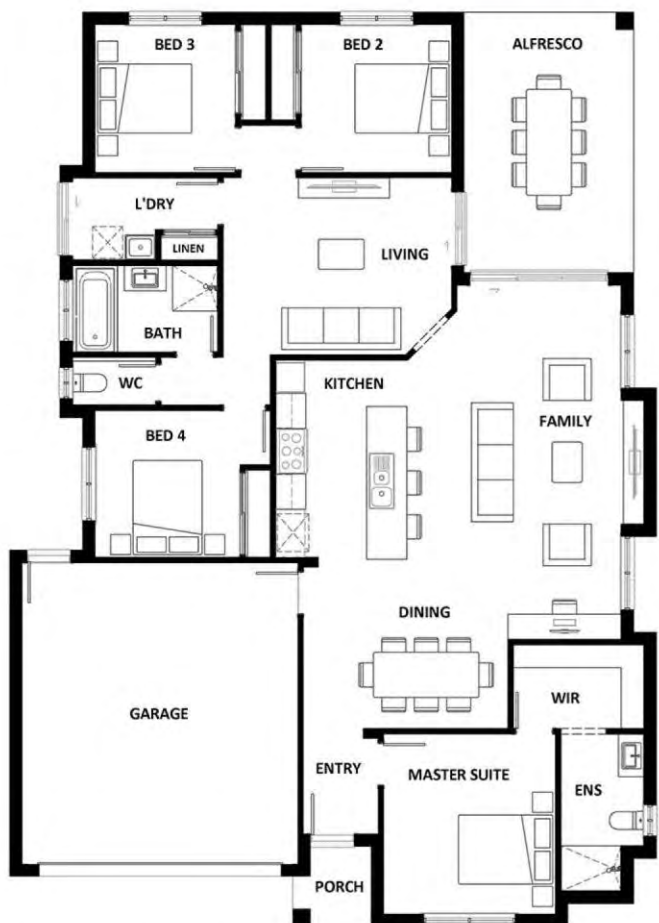 BED 3
BED 2
ALFRESCO
L'DRY
LINEN
LIVING
BATH
WC
KITCHEN
FAMILY
BED 4
DINING
GARAGE
WIR
ENTRY
MASTER SUITE
ENS
PORCH